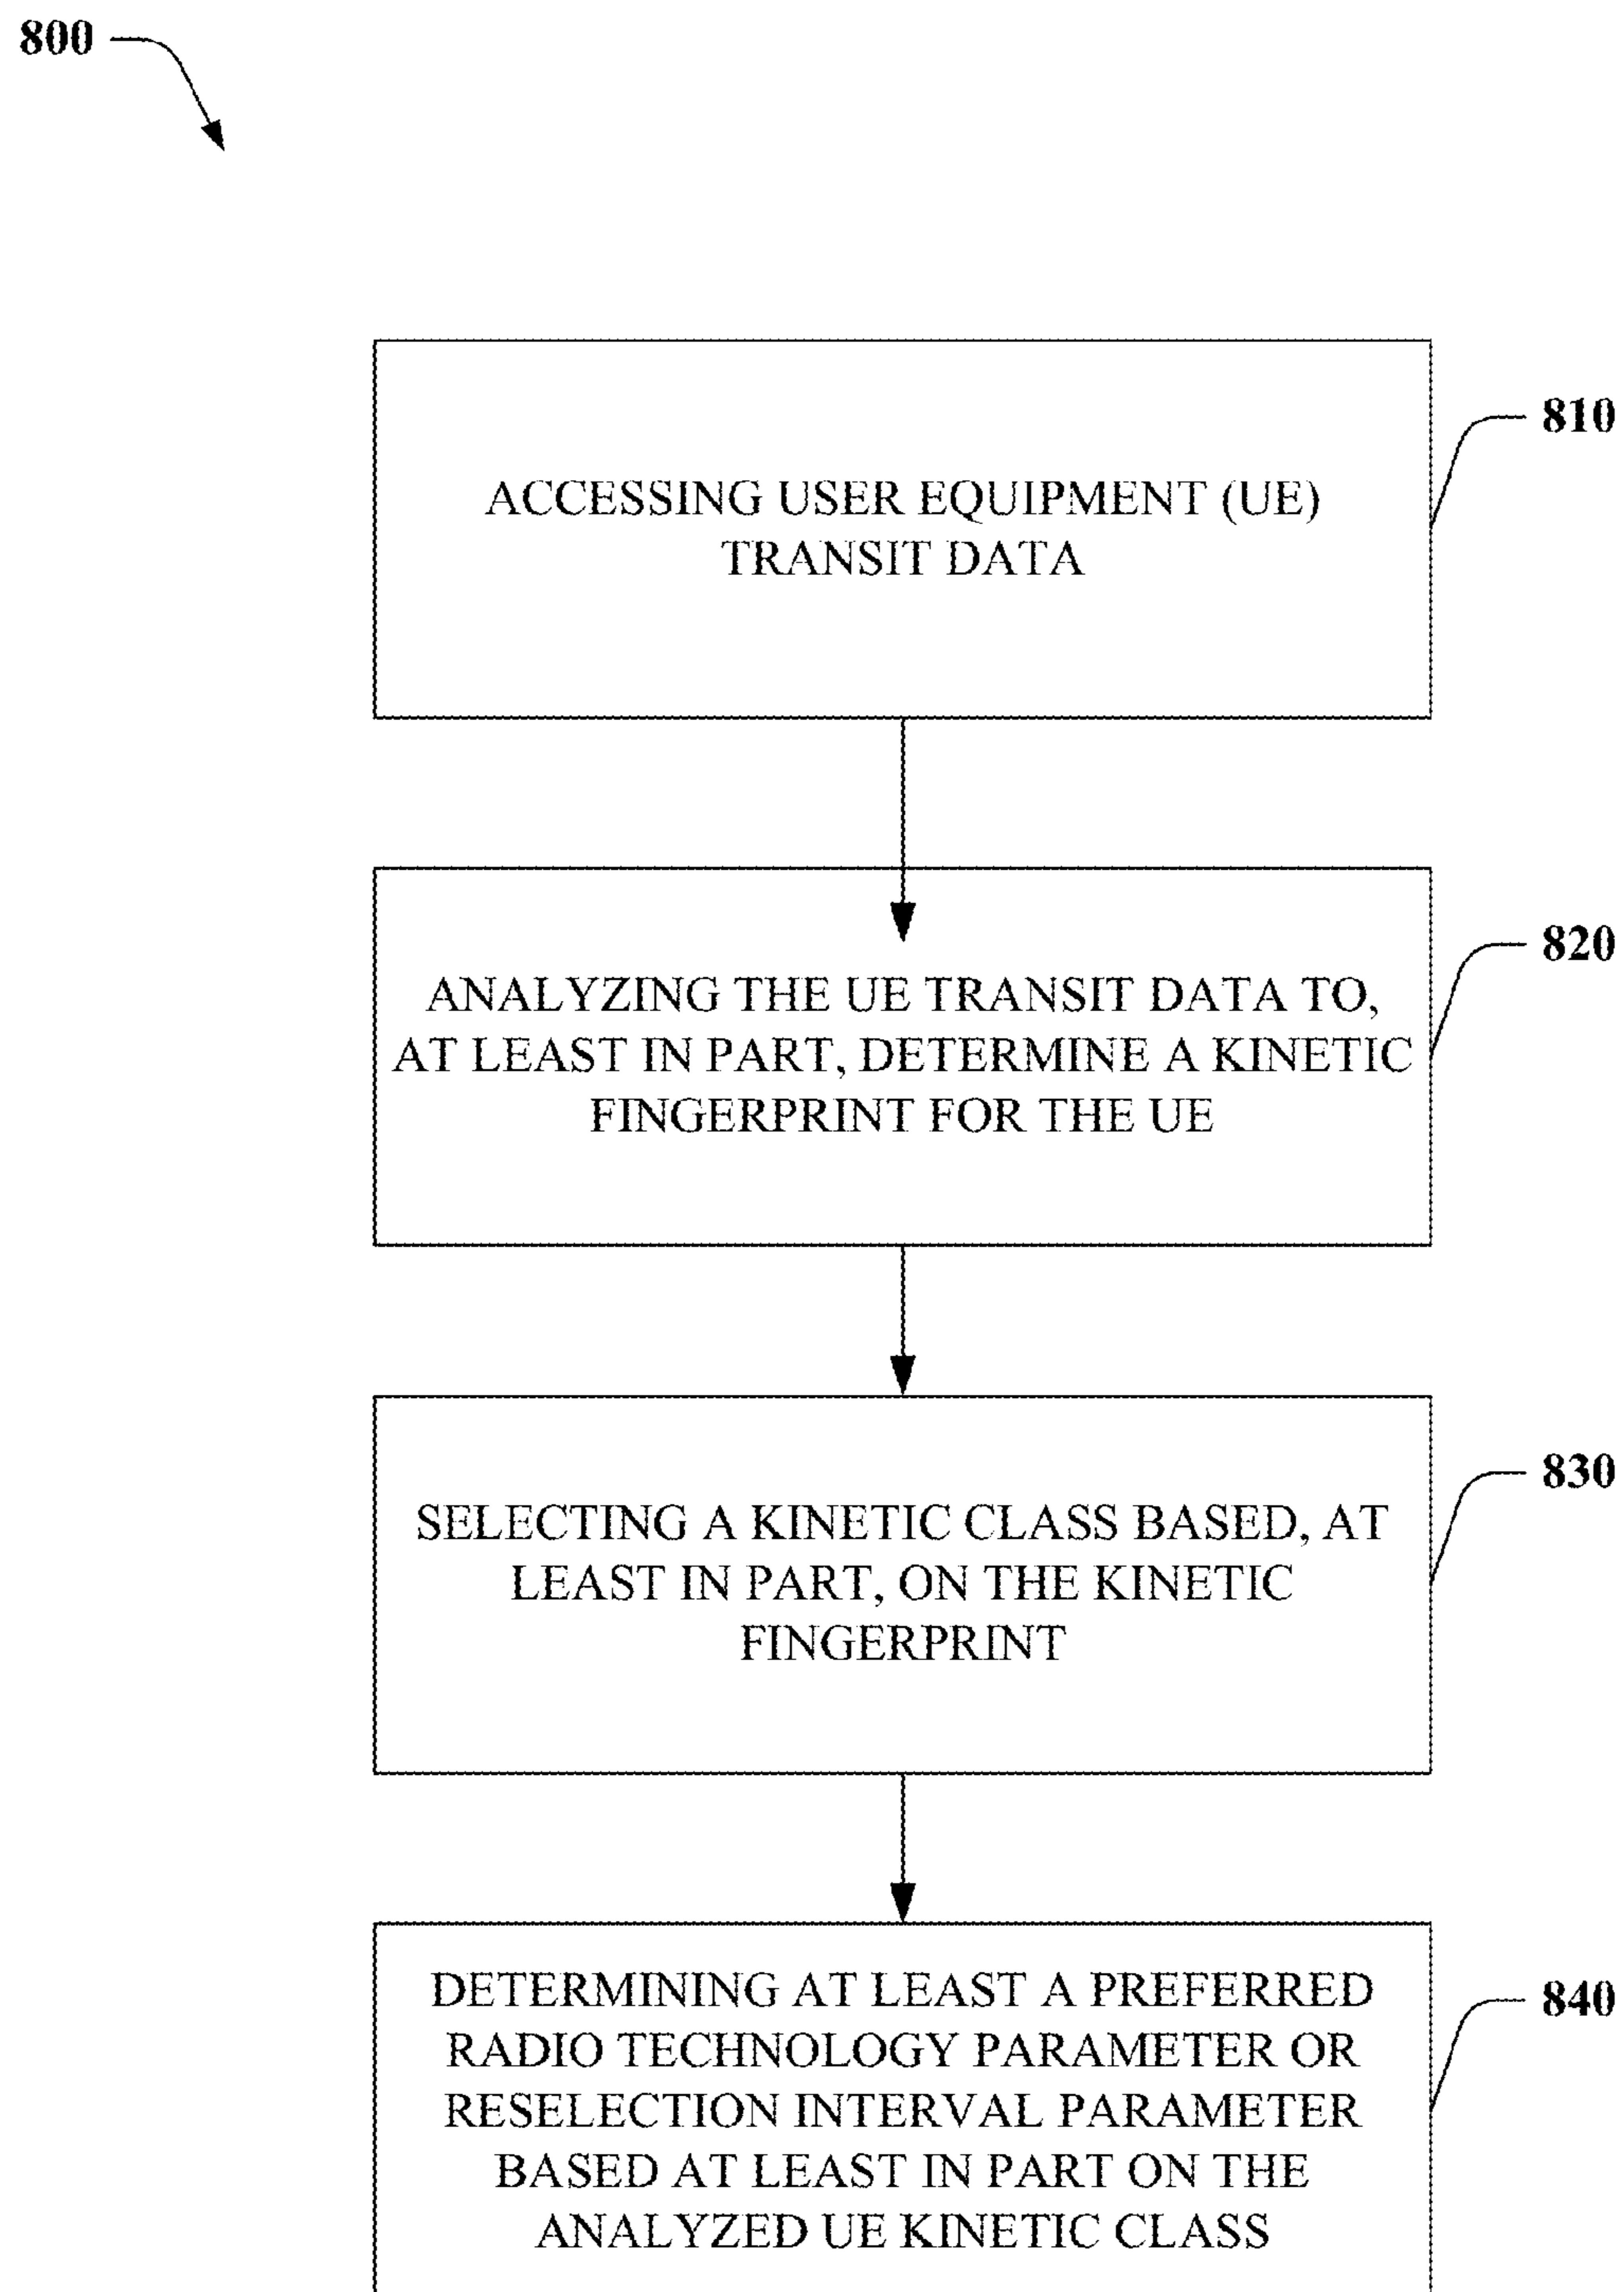 800
810
ACCESSING USER EQUIPMENT (UE)
TRANSIT DATA
820
ANALYZING THE UE TRANSIT DATA TO,
AT LEAST IN PART, DETERMINE A KINETIC
FINGERPRINT FOR THE UE
830
SELECTING A KINETIC CLASS BASED, AT
LEAST IN PART, ON THE KINETIC
FINGERPRINT
840
DETERMINING AT LEAST A PREFERRED
RADIO TECHNOLOGY PARAMETER OR
RESELECTION INTERVAL PARAMETER
BASED AT LEAST IN PART ON THE
ANALYZED UE KINETIC CLASS